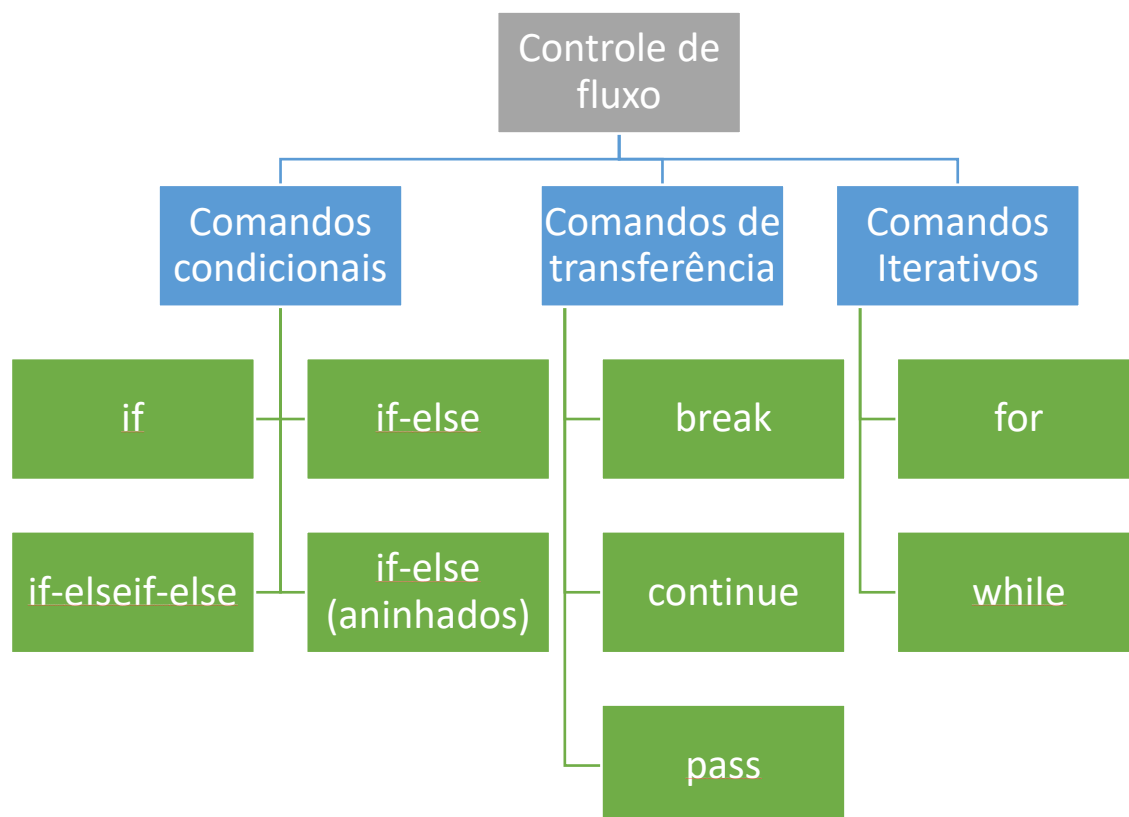 Controle de
fluxo
Comandos
condicionais
Comandos de
transferência
Comandos
Iterativos
if
if-else
break
for
if-elseif-else
if-else
(aninhados)
continue
while
pass